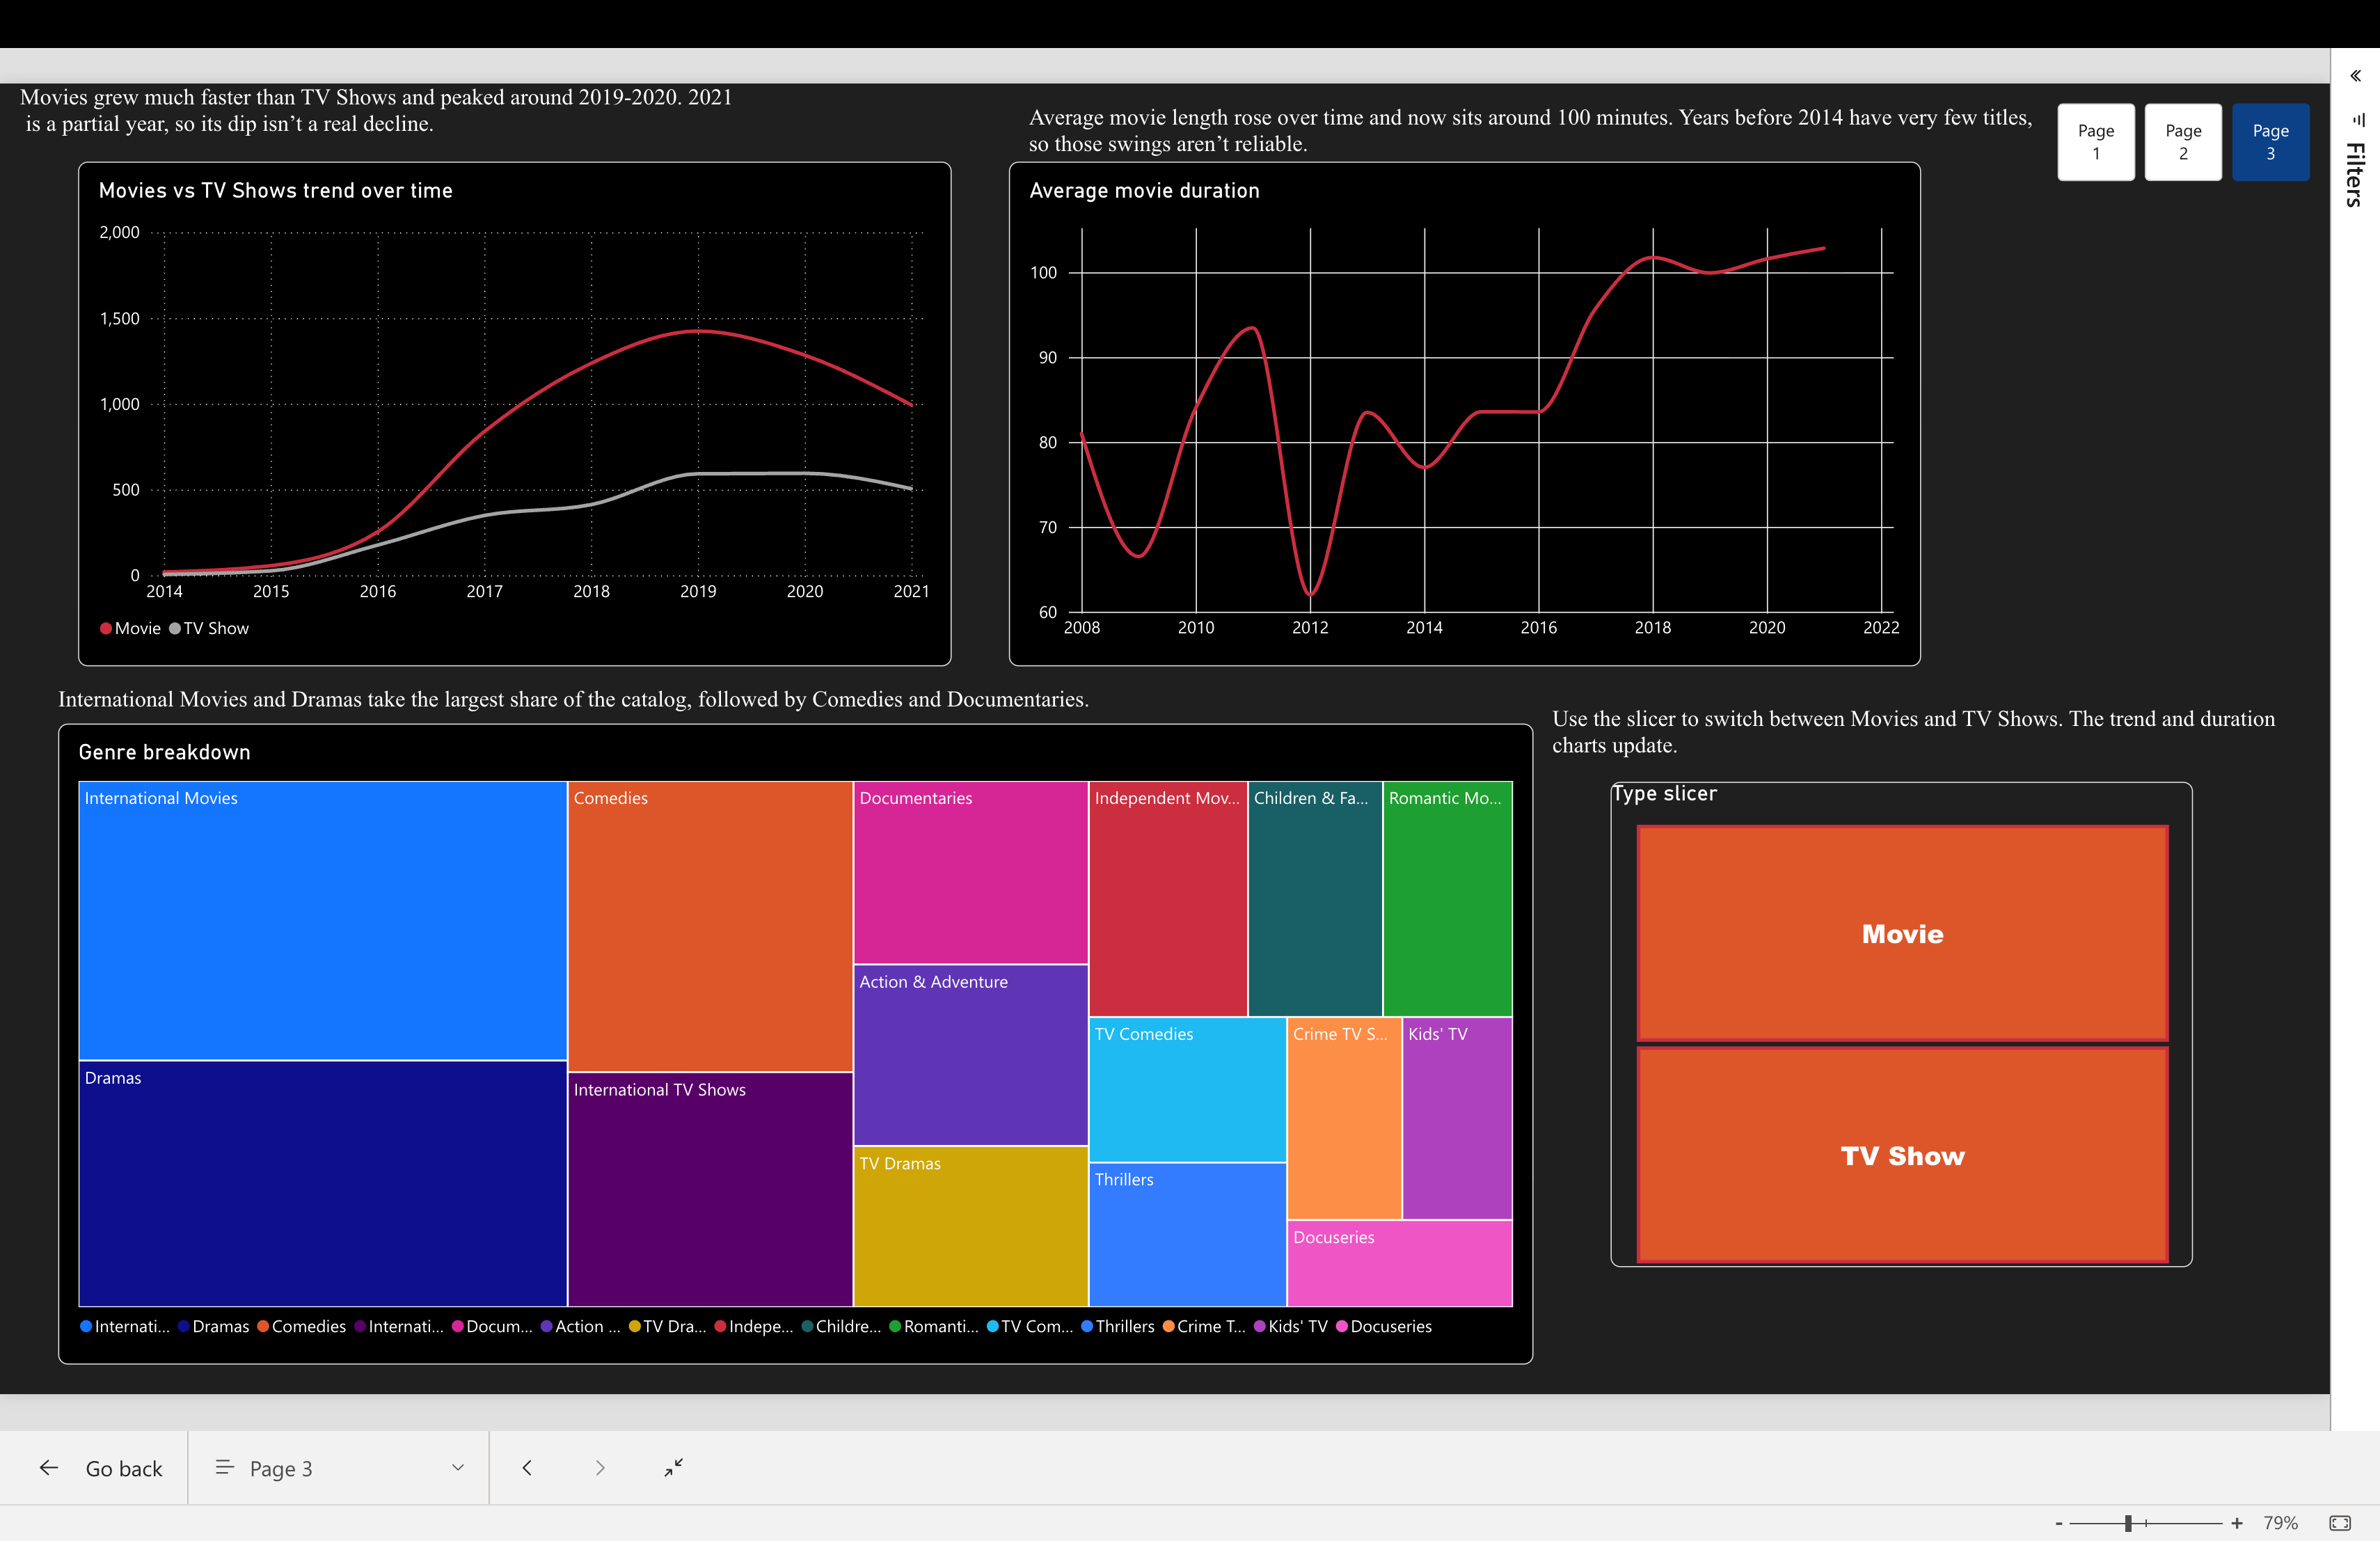 Movies grew much faster than TV Shows and peaked around 2019-2020. 2021
is a partial year, so its dip isn’t a real decline.
Average movie length rose over time and now sits around 100 minutes. Years before 2014 have very few titles,
so those swings aren’t reliable.
Page
1
Page
2
Page
3
Filters
Movies vs TV Shows trend over time
2,000
1,500
1,000
500
0
2014 2015 2016 2017 2018 2019 2020 2021
Movie TV Show
Average movie duration
100
90
80
70
60
2008 2010 2012 2014 2016 2018 2020 2022
International Movies and Dramas take the largest share of the catalog, followed by Comedies and Documentaries.
Genre breakdown
International Movies
Dramas
Comedies
International TV Shows
Documentaries
Action & Adventure
TV Dramas
Independent Mov...
Children & Fa...
Romantic Mo...
TV Comedies
Thrillers
Crime TV S...
Kids' TV
Docuseries
Internati... Dramas Comedies Internati... Docum... Action ... TV Dra... Indepe... Childre... Romanti... TV Com... Thrillers Crime T... Kids' TV Docuseries
Use the slicer to switch between Movies and TV Shows. The trend and duration
charts update.
Type slicer
Movie
TV Show
Go back
Page 3
- + 79%